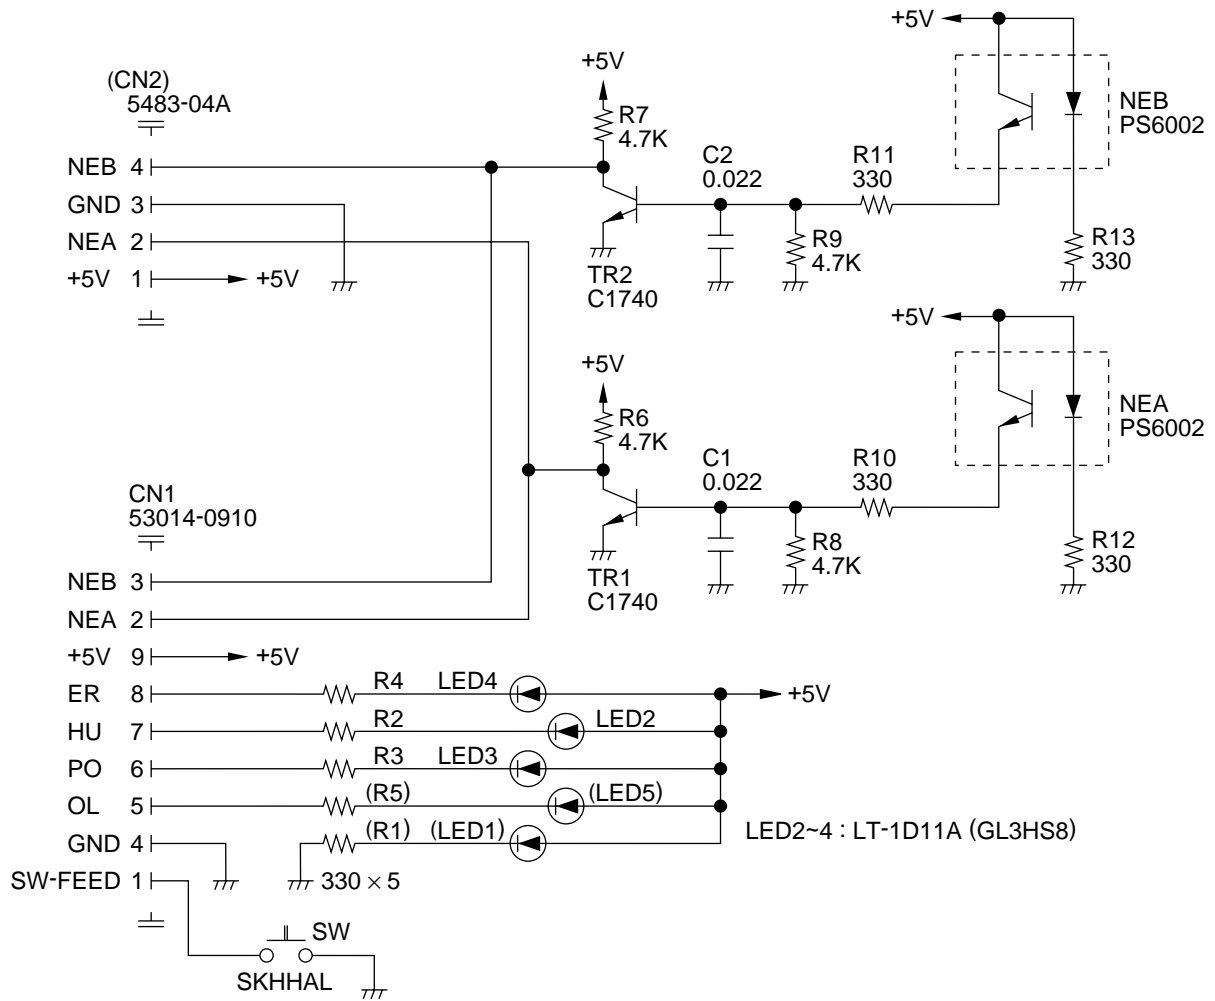 +5V
(CN2)
5483-04A
+5V
R7
4.7K
NEB
PS6002
NEB 4
C2
0.022
R11
330
GND 3
NEA 2
R9
4.7K
R13
330
+5V 1
+5V
TR2
C1740
+5V
+5V
R6
4.7K
NEA
PS6002
C1
0.022
R10
330
CN1
53014-0910
R8
4.7K
R12
330
NEB 3
TR1
C1740
NEA 2
+5V 9
+5V
ER 8
R4
LED4
+5V
HU 7
R2
LED2
PO 6
R3
LED3
OL 5
(R5)
(LED5)
GND 4
(R1)
(LED1)
LED2~4 : LT-1D11A (GL3HS8)
SW-FEED 1
330 × 5
SW
SKHHAL